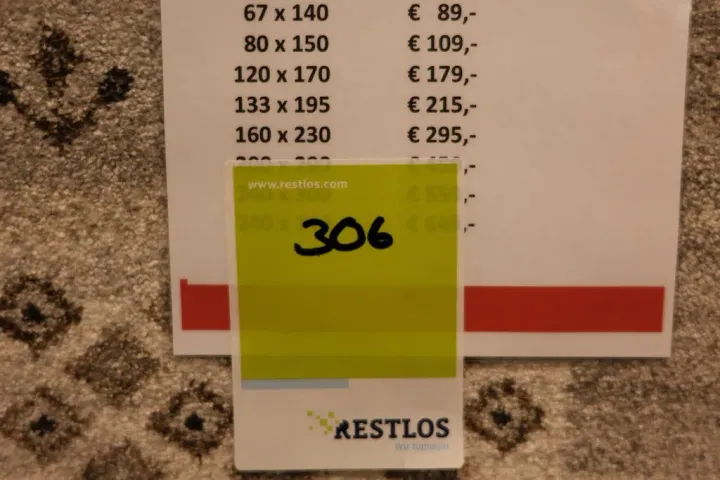 67 x 140 € 89,-
80 x 150 € 109,-
120 x 170 € 179,-
133 x 195 € 215,-
160 x 230 € 295,-
www.restlos.com
306
RESTLOS